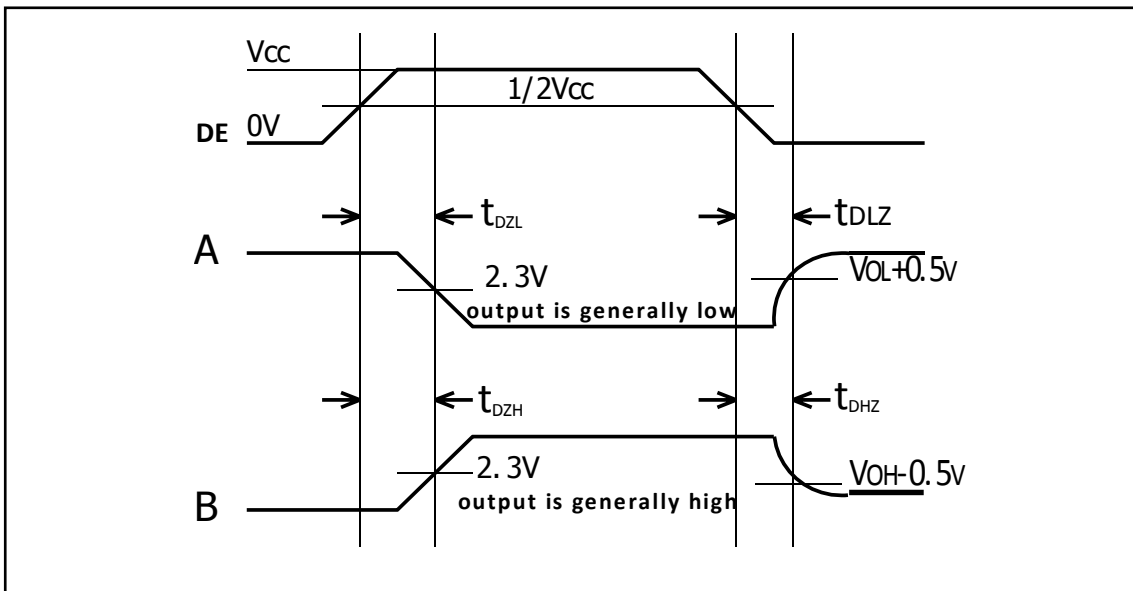 Vcc
1/2Vcc
DE 0V
tDZL
tDLZ
A
2.3V
VOL+0.5V
output is generally low
tDZH
tDHZ
2.3V
VOH-0.5V
output is generally high
B